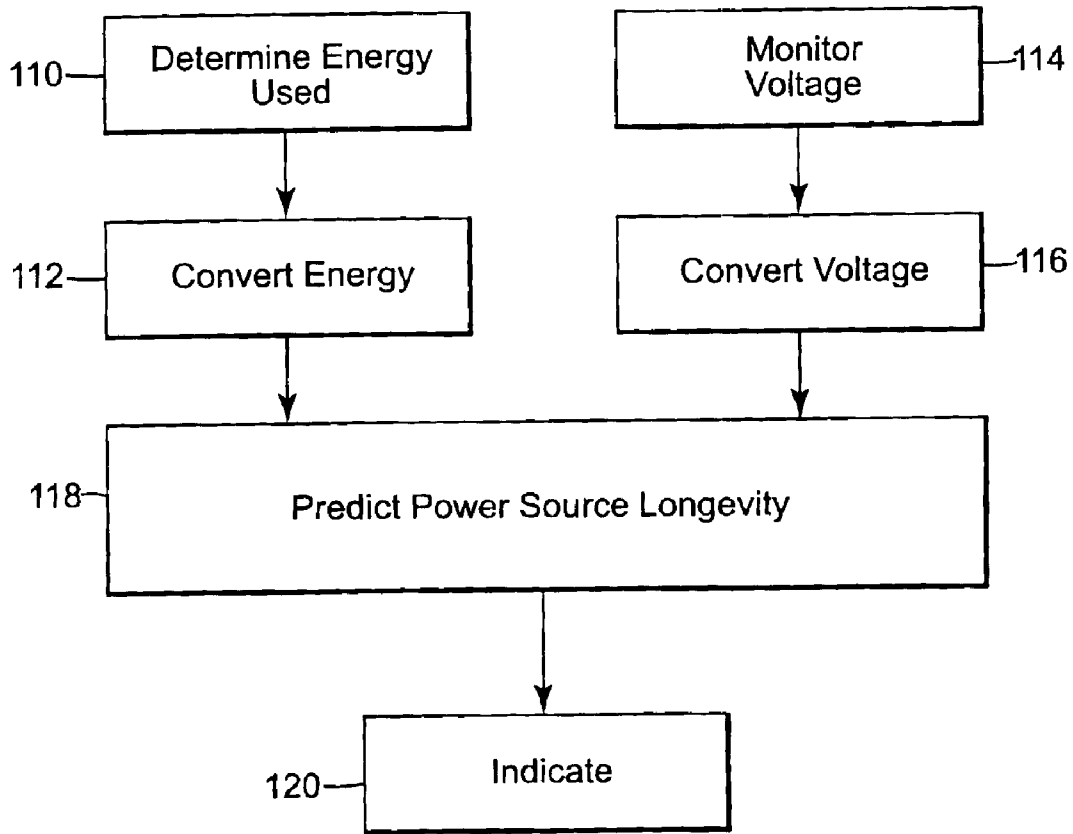 110
Determine Energy
Used
Monitor
Voltage
114
112
Convert Energy
Convert Voltage
116
118
Predict Power Source Longevity
120
Indicate